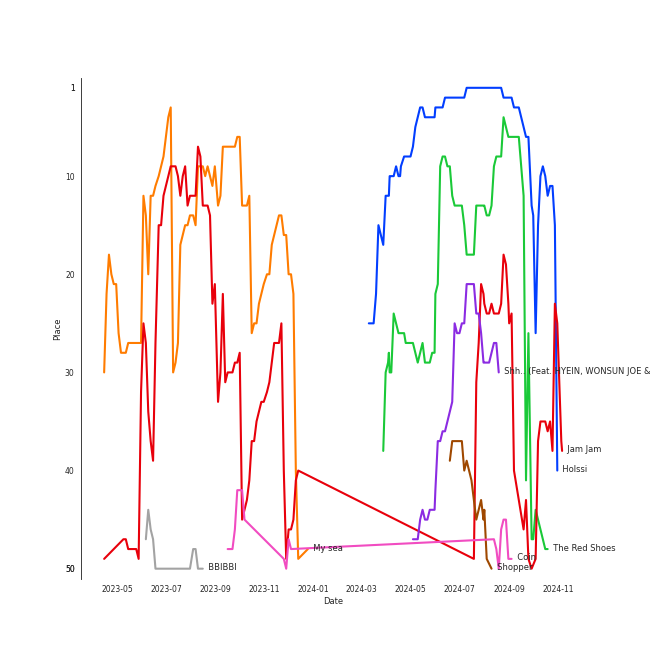 1
10
20
30
40
50
Place
Shh.. (Feat. HYEIN, WONSUN JOE &
Jam Jam
Holssi
My sea
The Red Shoes
Coin
BBIBBI
Shopper
2023-05 2023-07 2023-09 2023-11 2024-01 2024-03 2024-05 2024-07 2024-09 2024-11
Date